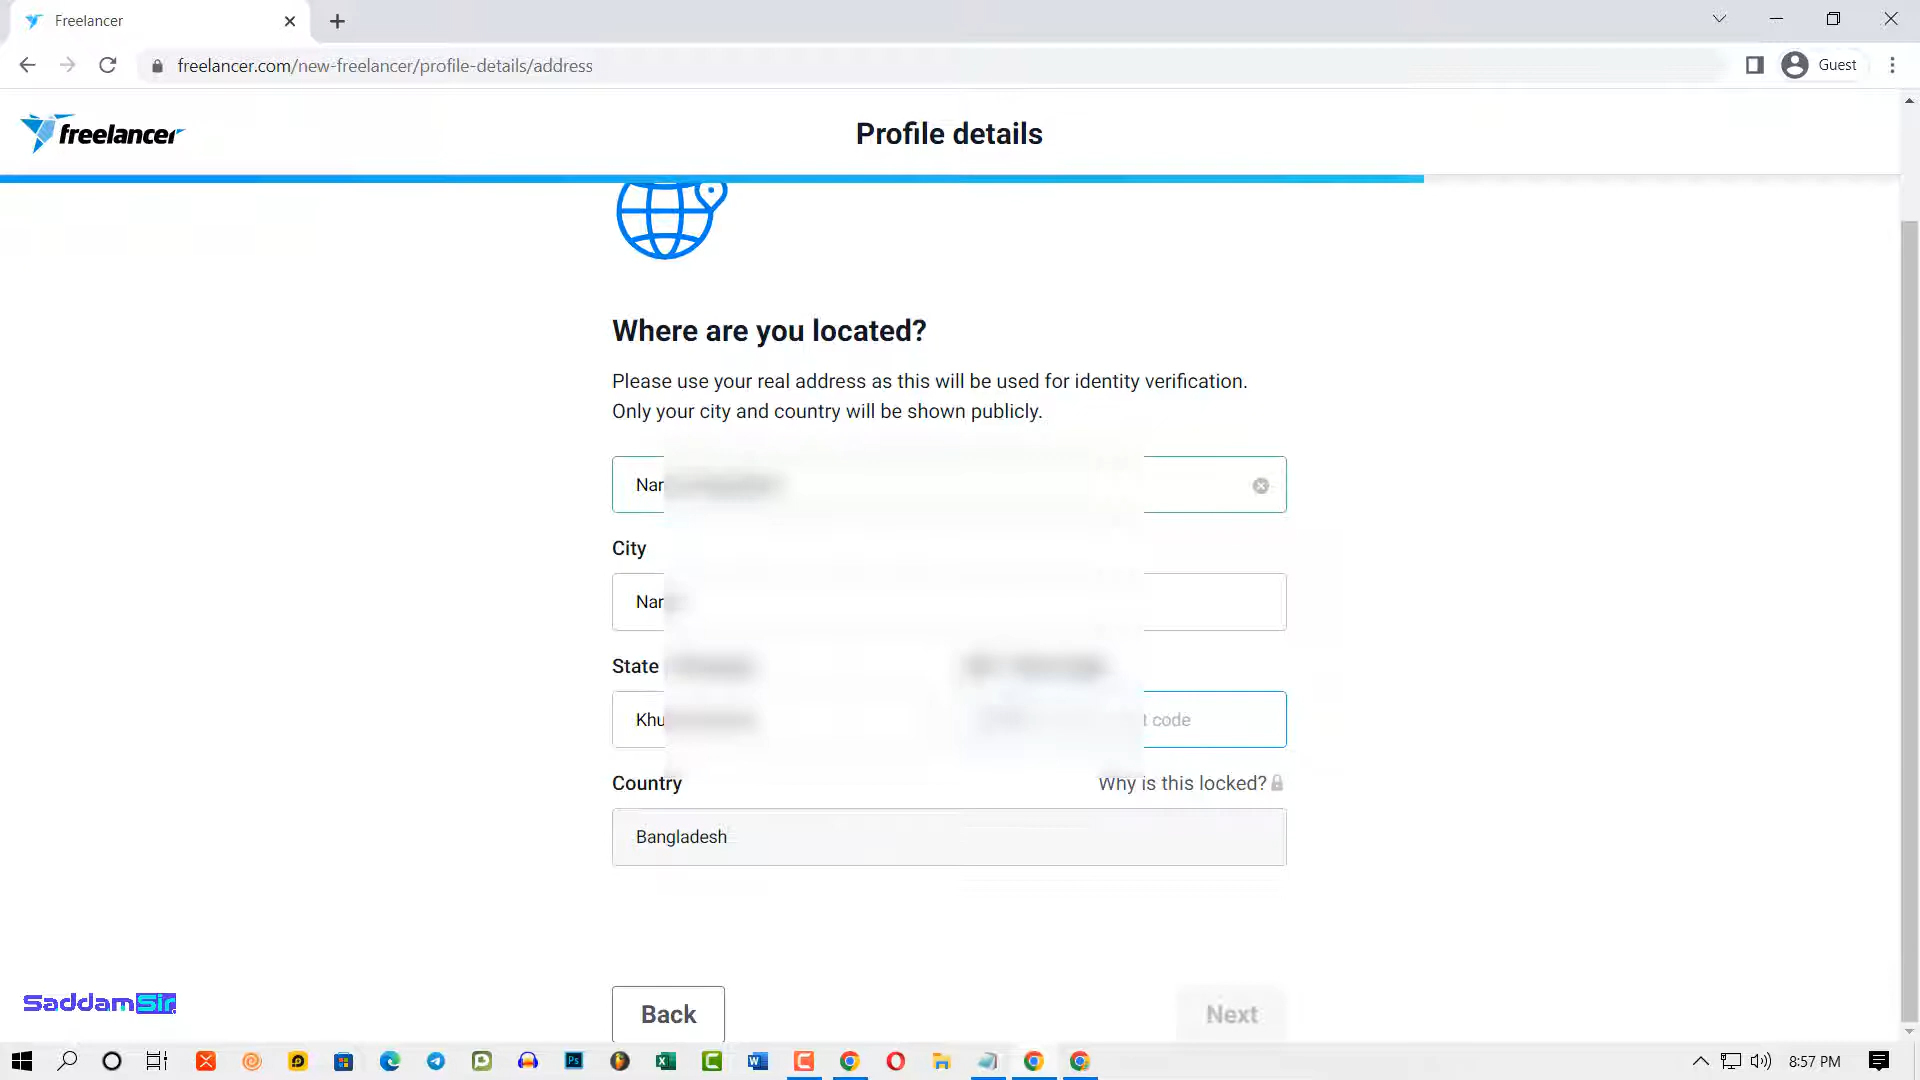 Freelancer
freelancer.com/new-freelancer/profile-details/address
Guest
freelancer
Profile details
Where are you located?
Please use your real address as this will be used for identity verification.
Only your city and country will be shown publicly.
Nar
City
Nar
State
Khu
code
Country
Why is this locked?
Bangladesh
SaddamSir
Back
Next
8:57 PM